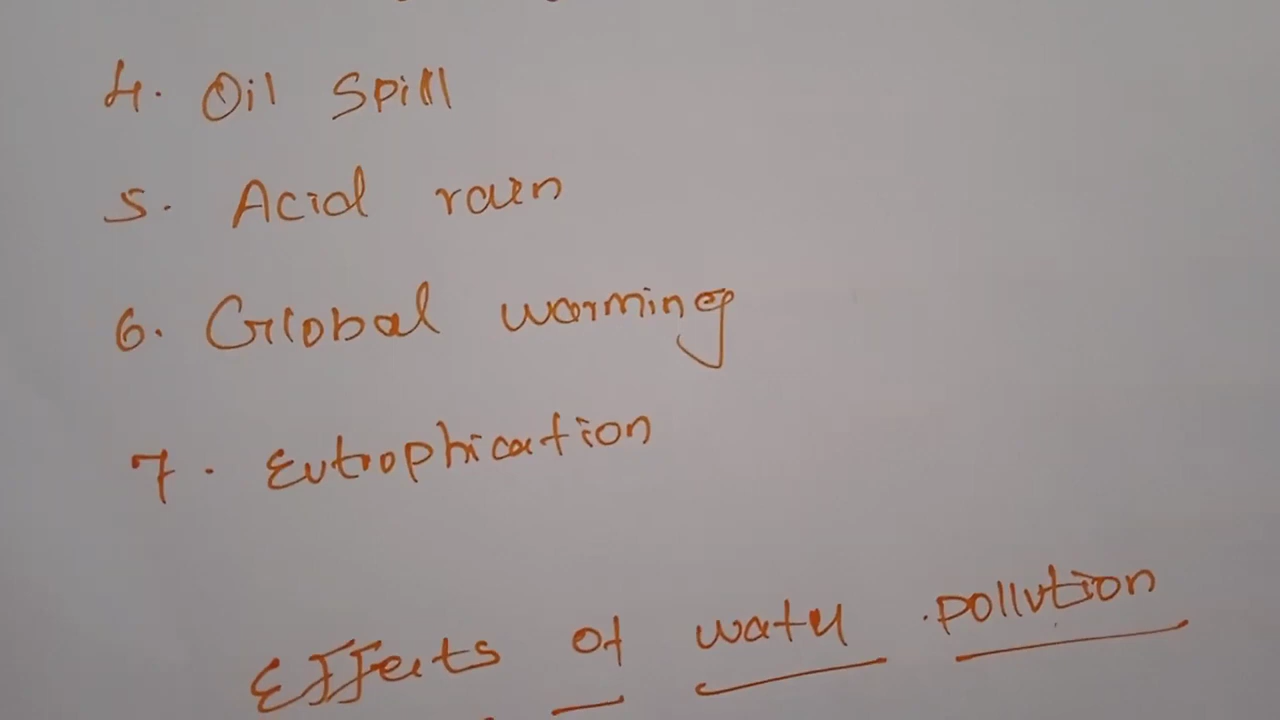 4. Oil Spill
5. Acid rain
6. Global warming
7. Eutrophication
Effects of water pollution